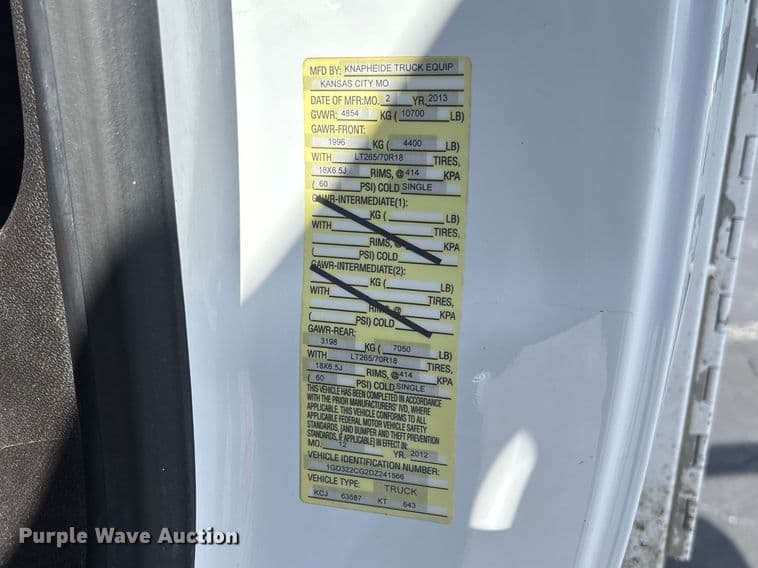 MFD BY: KNAPHEIDE TRUCK EQUIP
KANSAS CITY MO
DATE OF MFR: MO. 2 YR. 2013
GVWR: 4854 KG ( 10700 LB)
GAWR-FRONT:
1996 KG ( 4400 LB)
WITH LT265/70R18 TIRES,
18X6.5J RIMS, @ 414 KPA
( 60 PSI) COLD SINGLE
GAWR-INTERMEDIATE(1):
KG ( LB)
WITH TIRES,
RIMS, @ KPA
( PSI) COLD
GAWR-INTERMEDIATE(2):
KG ( LB)
WITH TIRES,
RIMS, @ KPA
( PSI) COLD
GAWR-REAR:
3198 KG ( 7050 LB)
WITH LT265/70R18 TIRES,
18X6.5J RIMS, @ 414 KPA
( 60 PSI) COLD SINGLE
THIS VEHICLE HAS BEEN COMPLETED IN ACCORDANCE
WITH THE PRIOR MANUFACTURERS' IVD, WHERE
APPLICABLE. THIS VEHICLE CONFORMS TO ALL
APPLICABLE FEDERAL MOTOR VEHICLE SAFETY
STANDARDS, [AND BUMPER AND THEFT PREVENTION
STANDARDS, IF APPLICABLE] IN EFFECT IN:
MO. 12 YR. 2012
VEHICLE IDENTIFICATION NUMBER:
1GD322CG2DZ241566
VEHICLE TYPE: TRUCK
KCJ 63587 KT 643
Purple Wave Auction